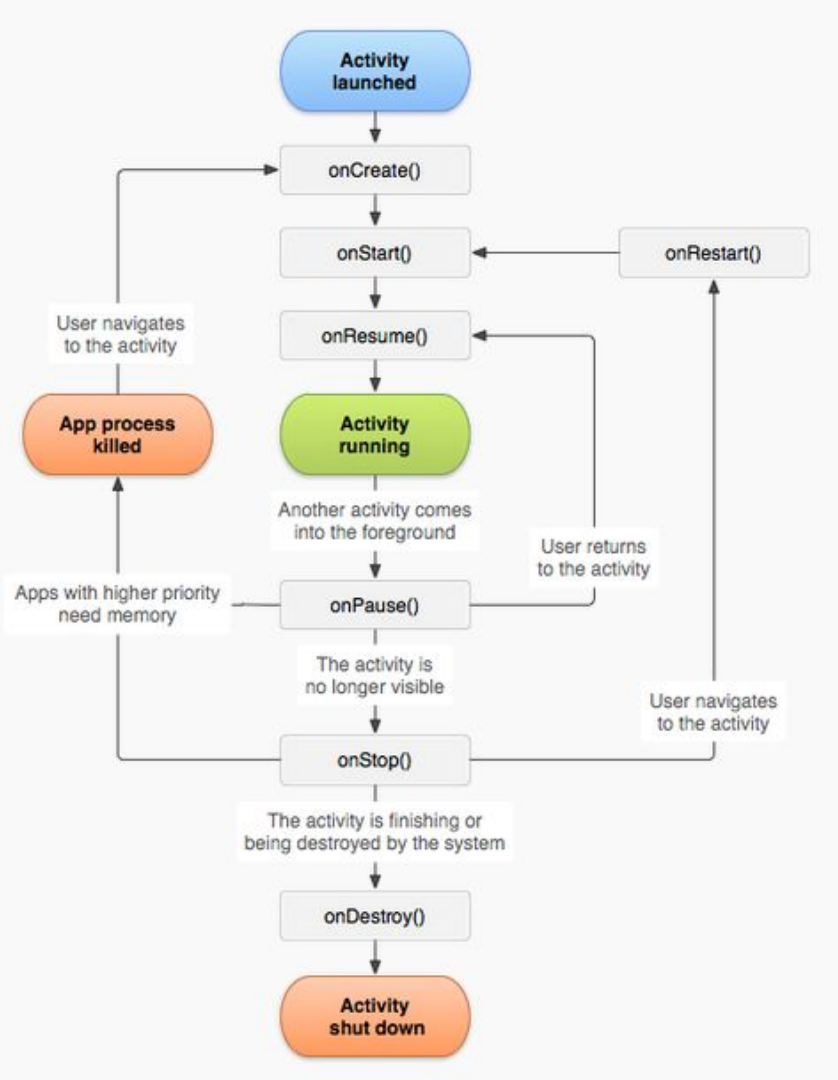 Activity
launched
onCreate()
onStart()
onRestart()
User navigates
to the activity
onResume()
App process
killed
Activity
running
Another activity comes
into the foreground
User returns
to the activity
Apps with higher priority
need memory
onPause()
The activity is
no longer visible
User navigates
to the activity
onStop()
The activity is finishing or
being destroyed by the system
onDestroy()
Activity
shut down